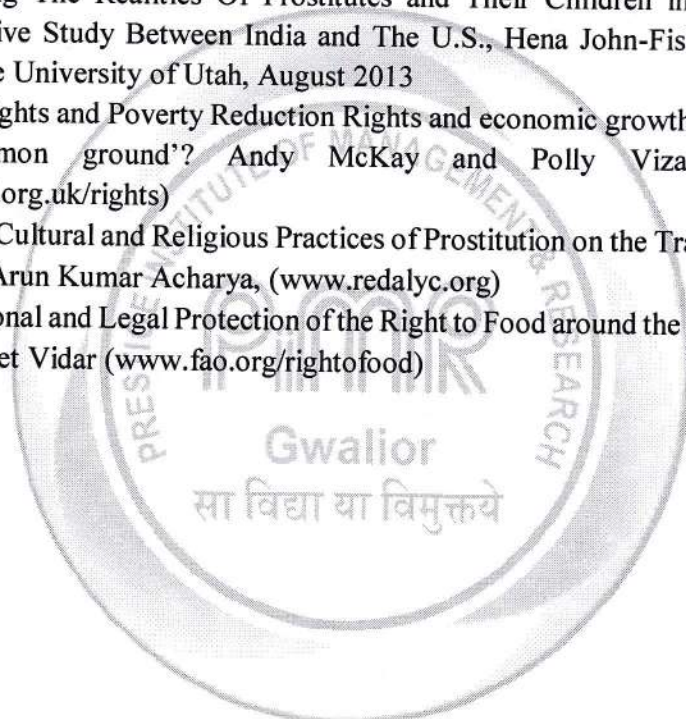 The Realities Of Prostitutes and Their Children
ive Study Between India and The U.S., Hena John-Fis
e University of Utah, August 2013
ghts and Poverty Reduction Rights and economic growth
mon ground'? Andy McKay and Polly Viza
org.uk/rights)
Cultural and Religious Practices of Prostitution on the Tra
Arun Kumar Acharya, (www.redalyc.org)
onal and Legal Protection of the Right to Food around the
et Vidar (www.fao.org/rightofood)
PRESTIGE INSTITUTE OF MANAGEMENT & RESEARCH
PIMR
Gwalior
सा विद्या या विमुक्तये